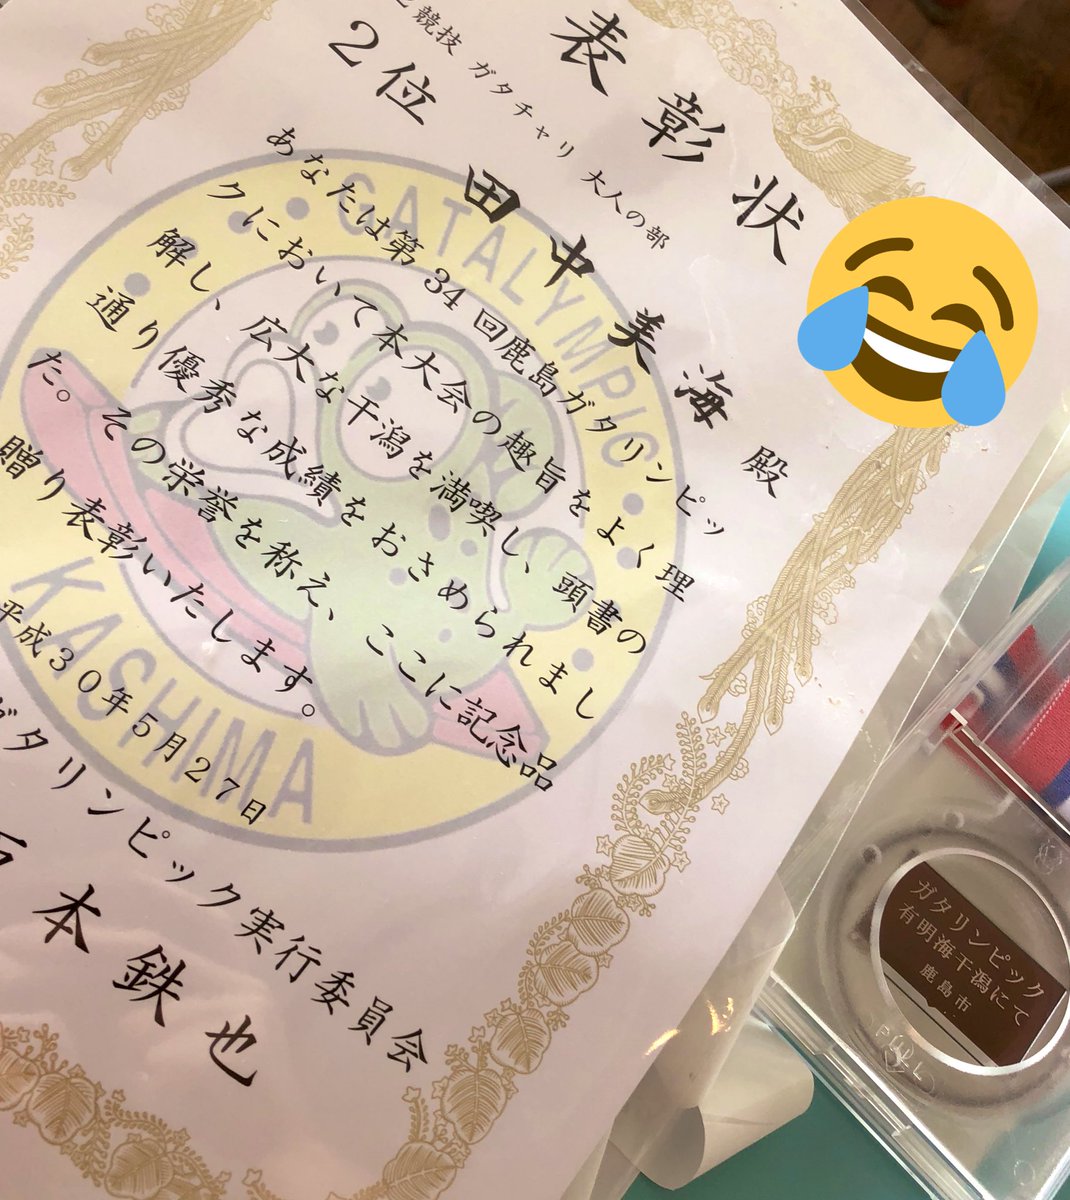 表彰状
競技 ガタチャリ 大人の部
2位
田中美海 殿
あなたは第34回鹿島ガタリンピッ
クにおいて本大会の趣旨をよく理
解し、広大な干潟を満喫し、頭書の
通り優秀な成績をおさめられまし
た。その栄誉を称え、ここに記念品
贈り表彰いたします。
平成30年5月27日
ガタリンピック実行委員会
本鉄也
GATALYMPIC
KASHIMA
ガタリンピック
有明海干潟にて
鹿島市
PULL